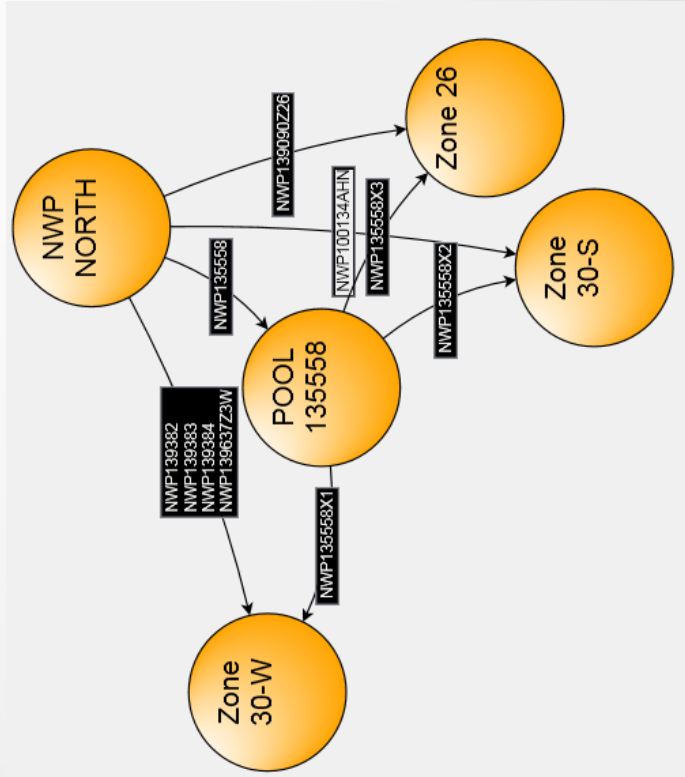 NWP
NORTH
Zone 26
Zone
30-S
POOL
135558
Zone
30-W
NWP139090Z26
NWP100134AHN
NWP135558X3
NWP135558
NWP135558X2
NWP139382
NWP139383
NWP139384
NWP139637Z3W
NWP135558X1